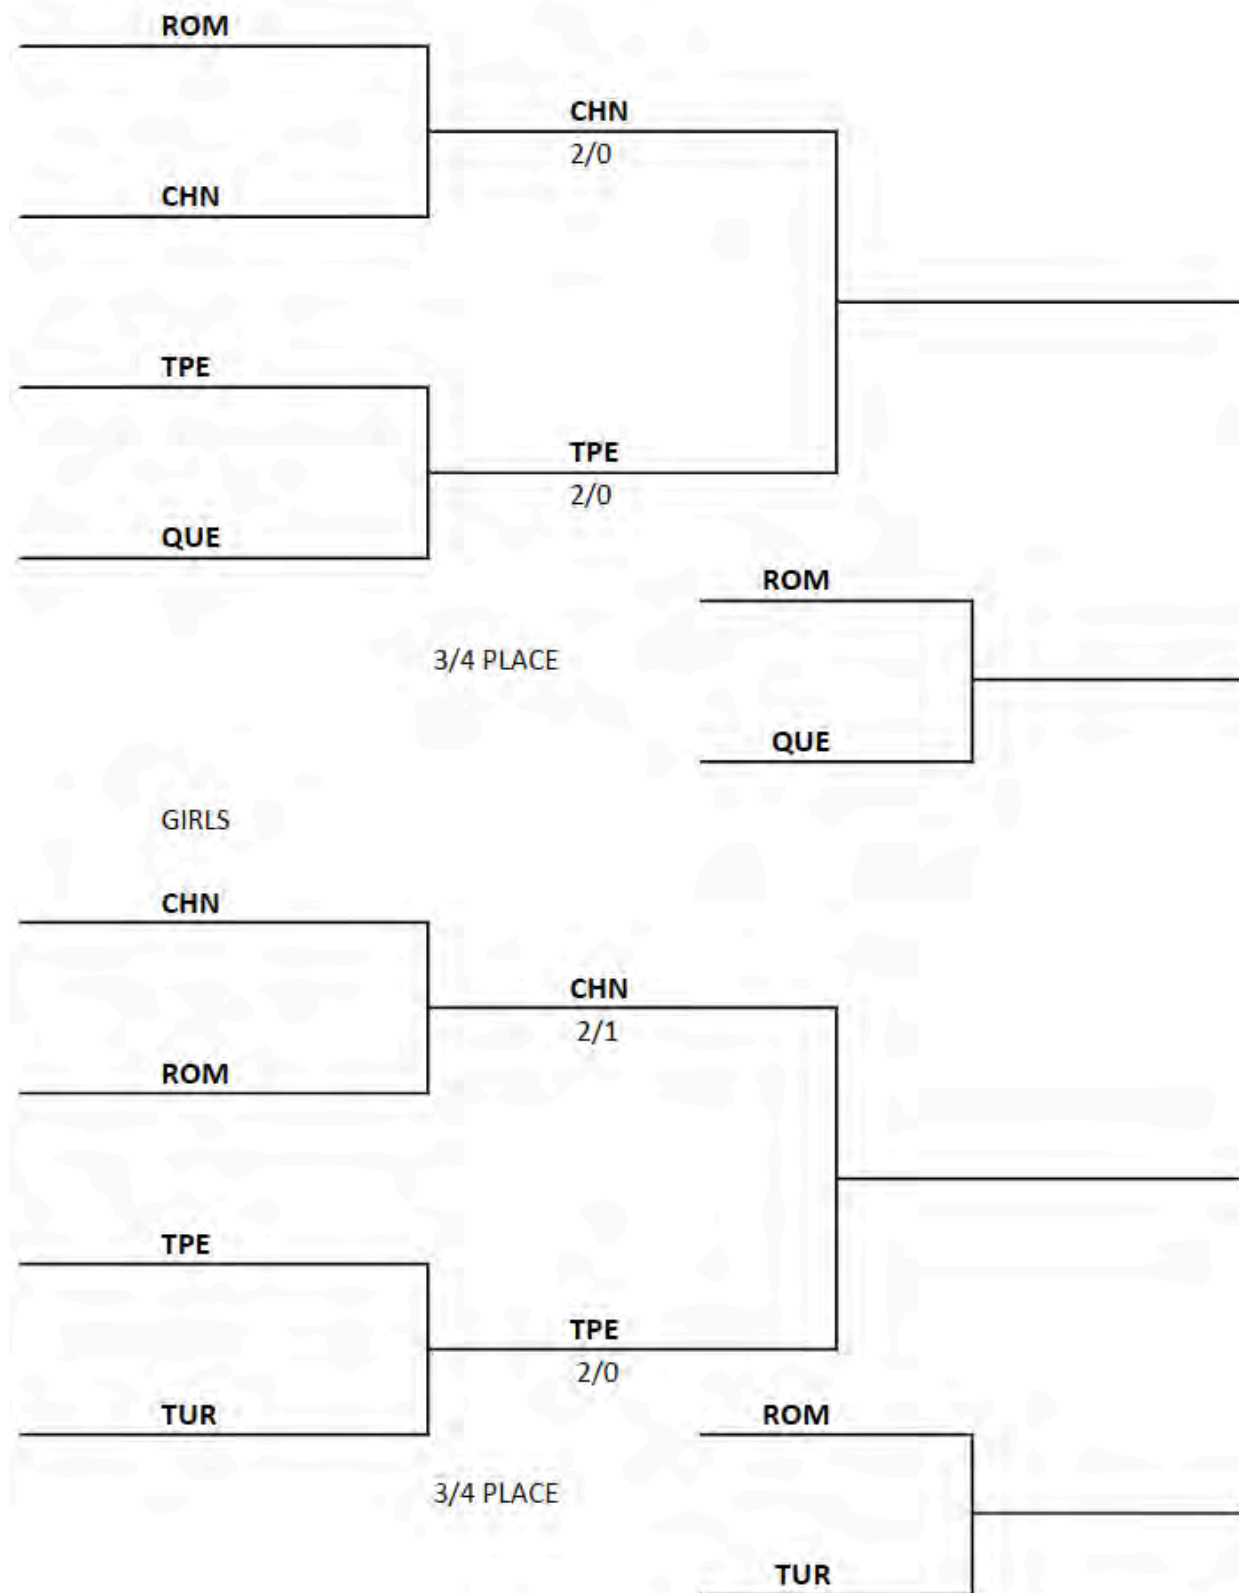 ROM
CHN
2/0
CHN
TPE
TPE
2/0
QUE
ROM
3/4 PLACE
QUE
GIRLS
CHN
CHN
2/1
ROM
TPE
TPE
2/0
TUR
ROM
3/4 PLACE
TUR